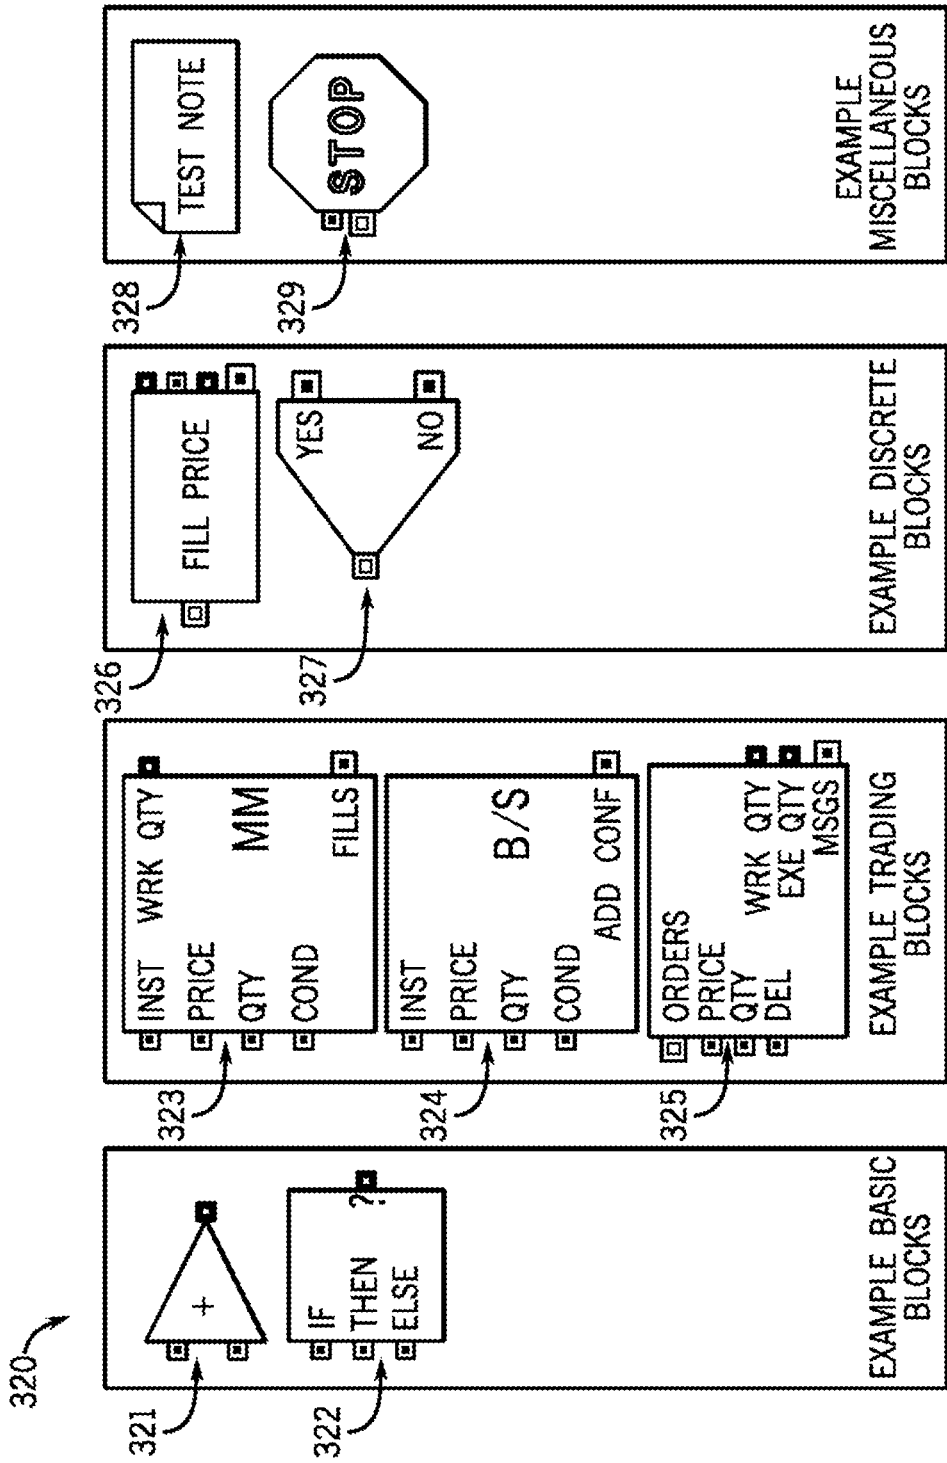 320
321
+
322
IF
THEN ?
ELSE
EXAMPLE BASIC
BLOCKS
323
INST WRK QTY
PRICE
QTY MM
COND
FILLS
324
INST
PRICE
QTY B/S
COND
ADD CONF
325
ORDERS
PRICE
QTY WRK QTY
DEL EXE QTY
MSGS
EXAMPLE TRADING
BLOCKS
326
FILL PRICE
327
YES
NO
EXAMPLE DISCRETE
BLOCKS
328
TEST NOTE
329
STOP
EXAMPLE
MISCELLANEOUS
BLOCKS